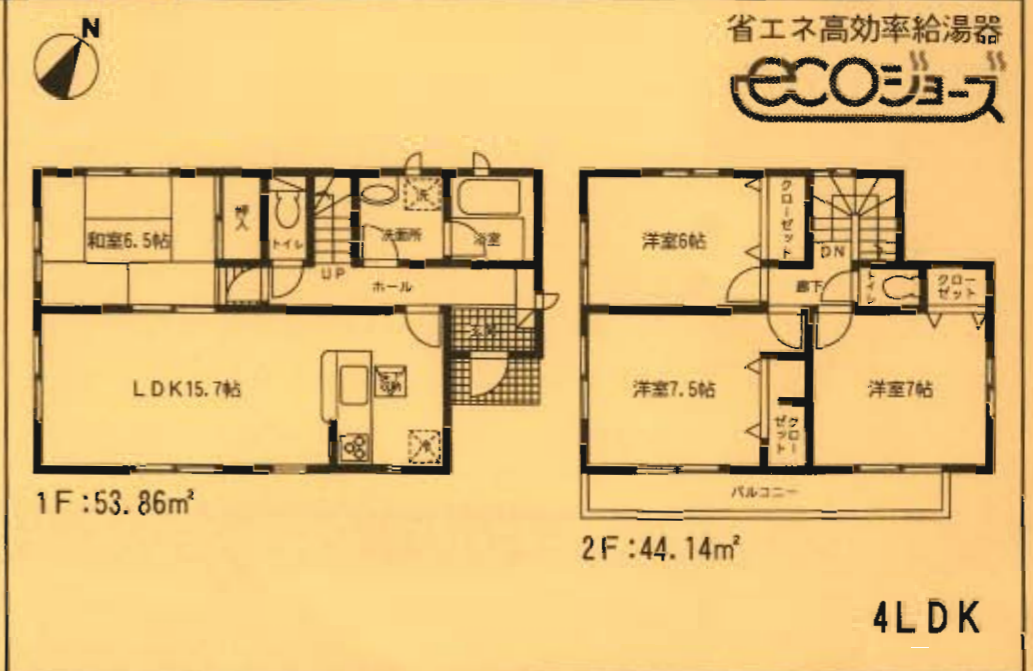 N
省エネ高効率給湯器
ecoジョーズ
和室6.5帖
押入
トイレ
UP
洗面所
洗
浴室
ホール
玄関
LDK15.7帖
床下
収納
冷
1F:53.86㎡
洋室6帖
クローゼット
DN
廊下
トイレ
クロー
ゼット
洋室7.5帖
クロー
ゼット
洋室7帖
バルコニー
2F:44.14㎡
4LDK